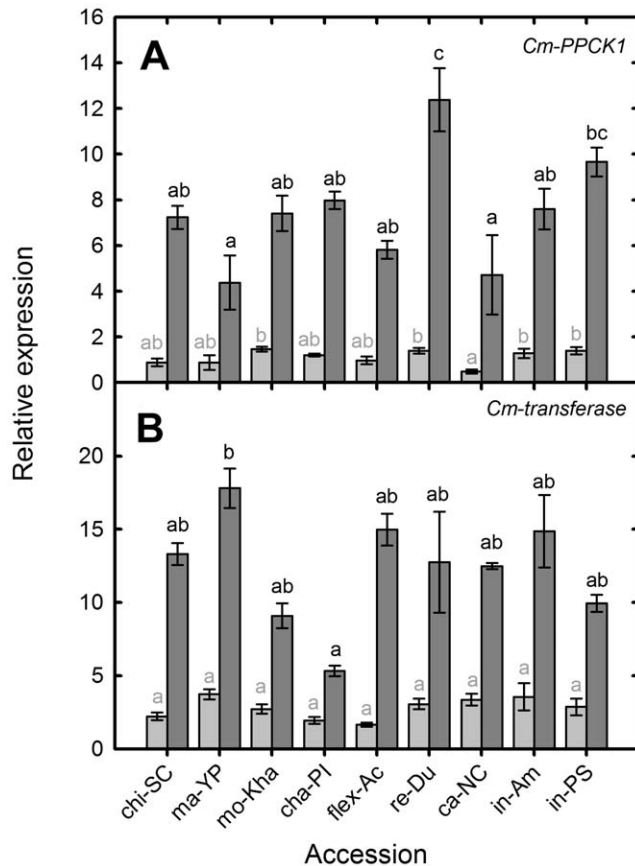 A
Cm-PPCK1
16
14
12
10
8
6
4
2
0
ab
a
ab
ab
ab
c
a
ab
bc
ab
ab
b
ab
ab
b
a
b
b
Relative expression
B
Cm-transferase
20
15
10
5
0
ab
b
ab
a
ab
ab
ab
ab
ab
a
a
a
a
a
a
a
a
a
chi-SC
ma-YP
mo-Kha
cha-PI
flex-Ac
re-Du
ca-NC
in-Am
in-PS
Accession